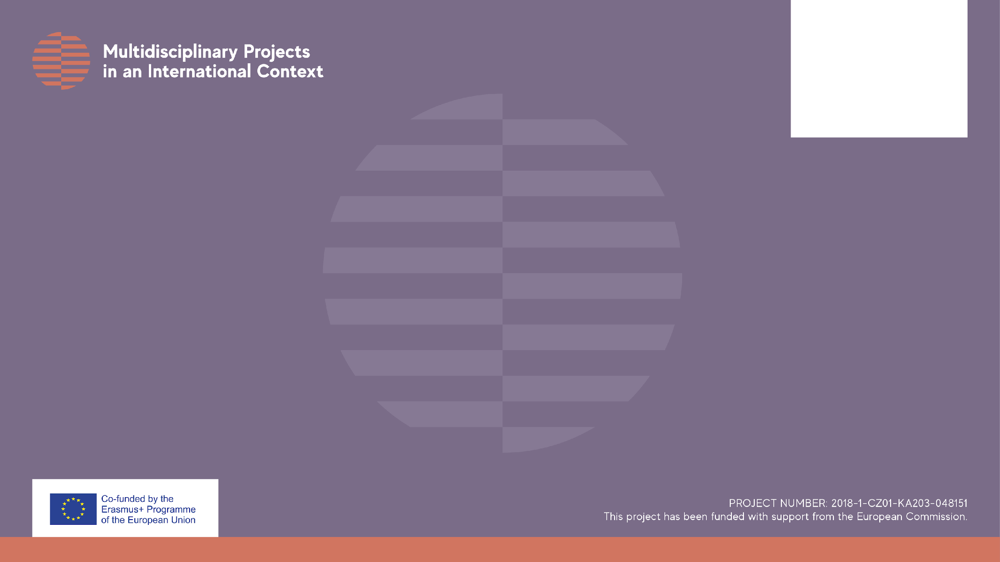 Multidisciplinary Projects
in an International Context
Co-funded by the
Erasmus+ Programme
of the European Union
PROJECT NUMBER: 2018-1-CZ01-KA203-048151
This project has been funded with support from the European Commission.